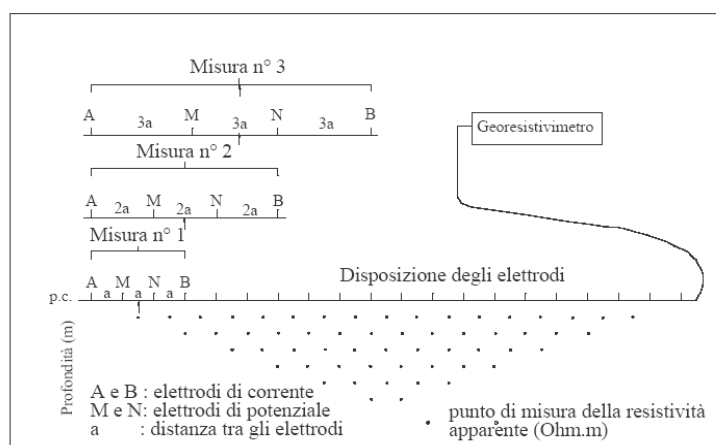 Misura n° 3
A M N B
3a 3a 3a
Georesistivimetro
Misura n° 2
A M N B
2a 2a 2a
Misura n° 1
A M N B
a a a
Disposizione degli elettrodi
p.c.
Profondità (m)
A e B : elettrodi di corrente
M e N: elettrodi di potenziale
a : distanza tra gli elettrodi
punto di misura della resistività
apparente (Ohm.m)